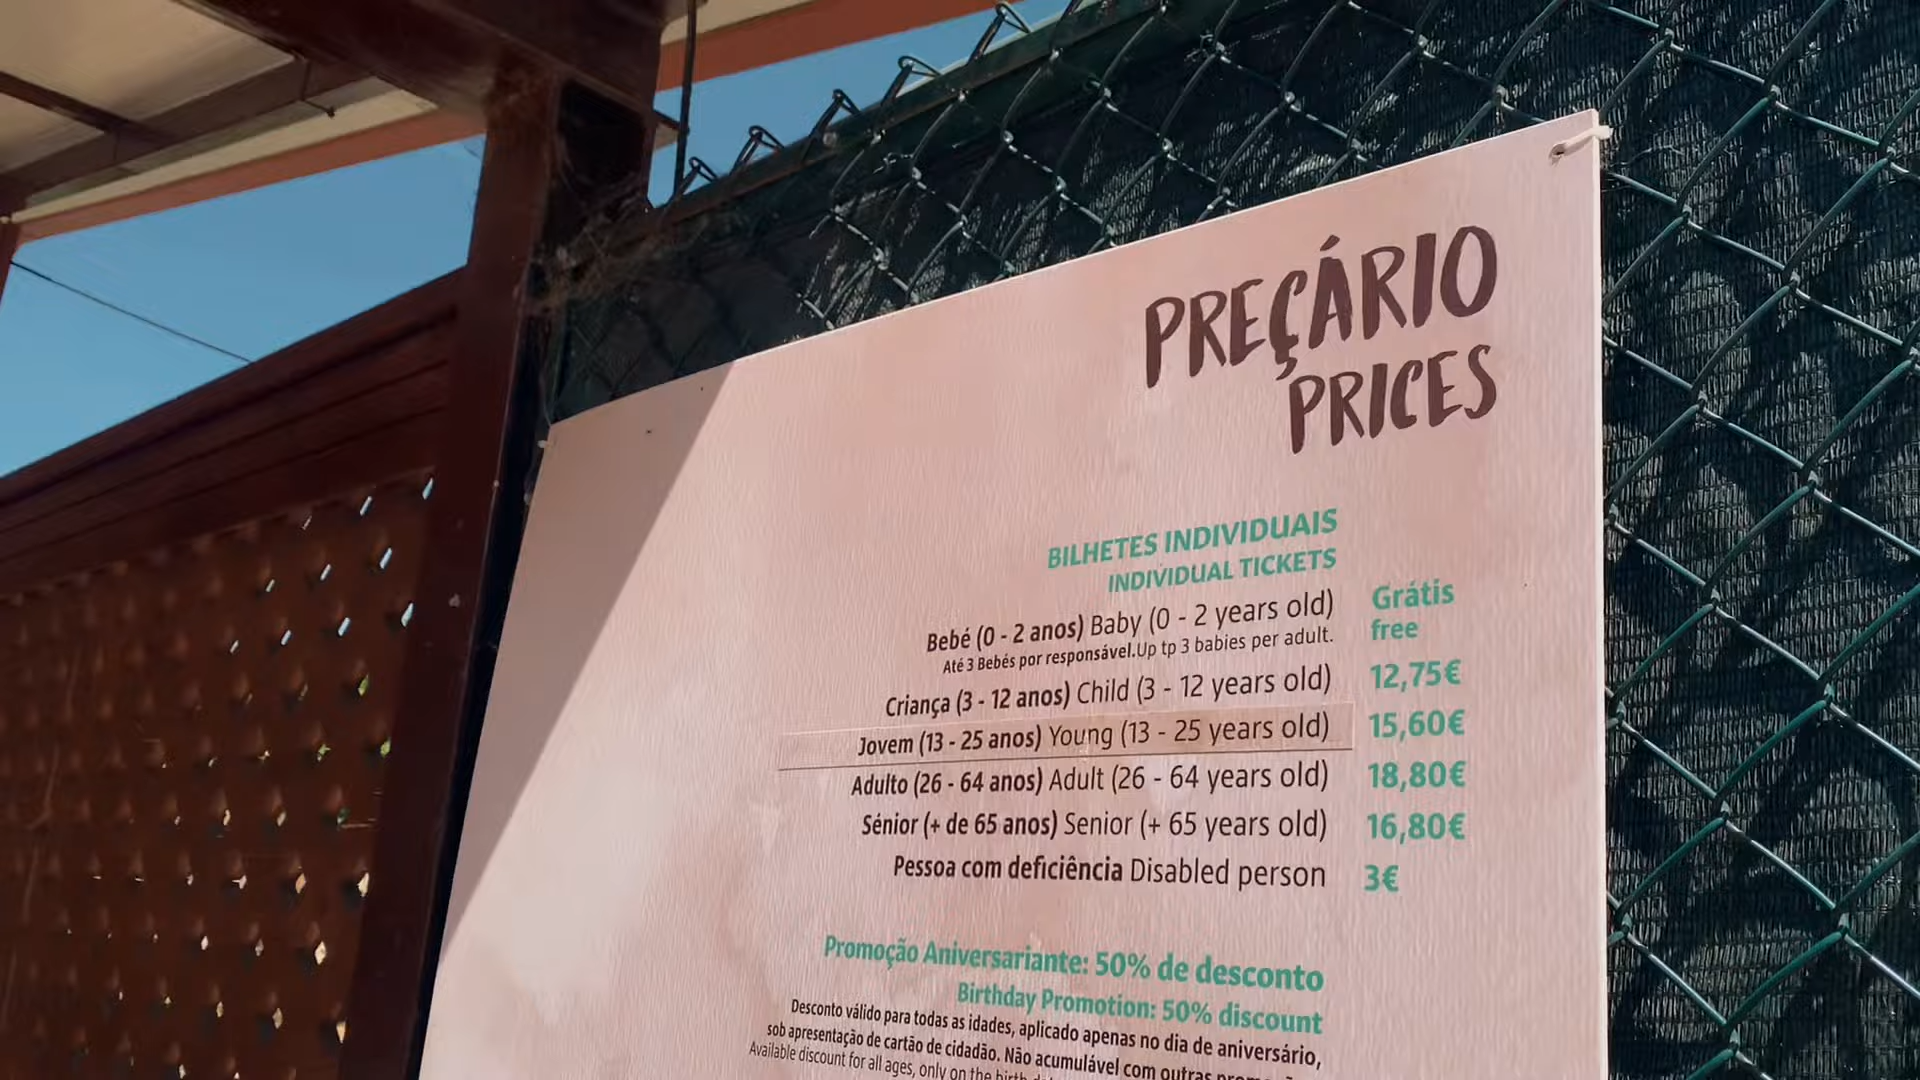 PREÇÁRIO
PRICES
BILHETES INDIVIDUAIS
INDIVIDUAL TICKETS
Bebé (0 - 2 anos) Baby (0 - 2 years old) Grátis
Até 3 Bebés por responsável.Up tp 3 babies per adult. free
Criança (3 - 12 anos) Child (3 - 12 years old) 12,75€
Jovem (13 - 25 anos) Young (13 - 25 years old) 15,60€
Adulto (26 - 64 anos) Adult (26 - 64 years old) 18,80€
Sénior (+ de 65 anos) Senior (+ 65 years old) 16,80€
Pessoa com deficiência Disabled person 3€
Promoção Aniversariante: 50% de desconto
Birthday Promotion: 50% discount
Desconto válido para todas as idades, aplicado apenas no dia de aniversário,
sob apresentação de cartão de cidadão. Não acumulável com outras
Available discount for all ages, only on the